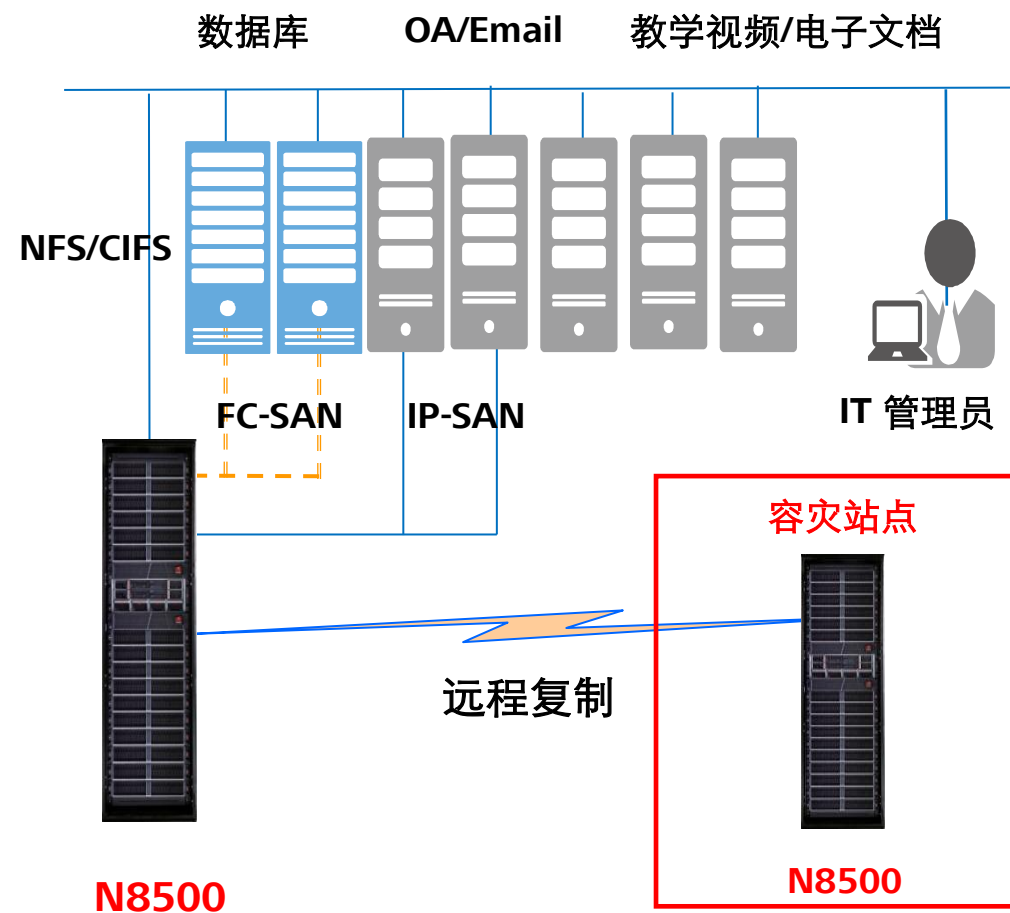 数据库
OA/Email
教学视频/电子文档
NFS/CIFS
FC-SAN
IP-SAN
IT 管理员
容灾站点
远程复制
N8500
N8500